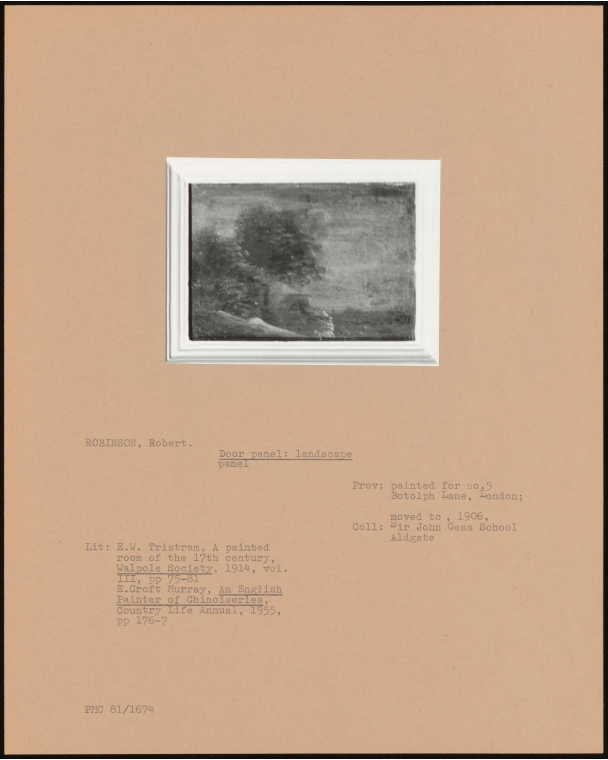 ROBINSON, Robert.
Door panel: landscape
panel
Prov: painted for no.5
Botolph Lane, London;
moved to , 1906,
Coll: Sir John Cass School
Aldgate
Lit: E.W. Tristram, A painted
room of the 17th century,
Walpole Society, 1914, vol.
III, pp 75-81
E.Croft Murray, An English
Painter of Chinoiseries,
Country Life Annual, 1955,
pp 176-7
PMC 81/1674